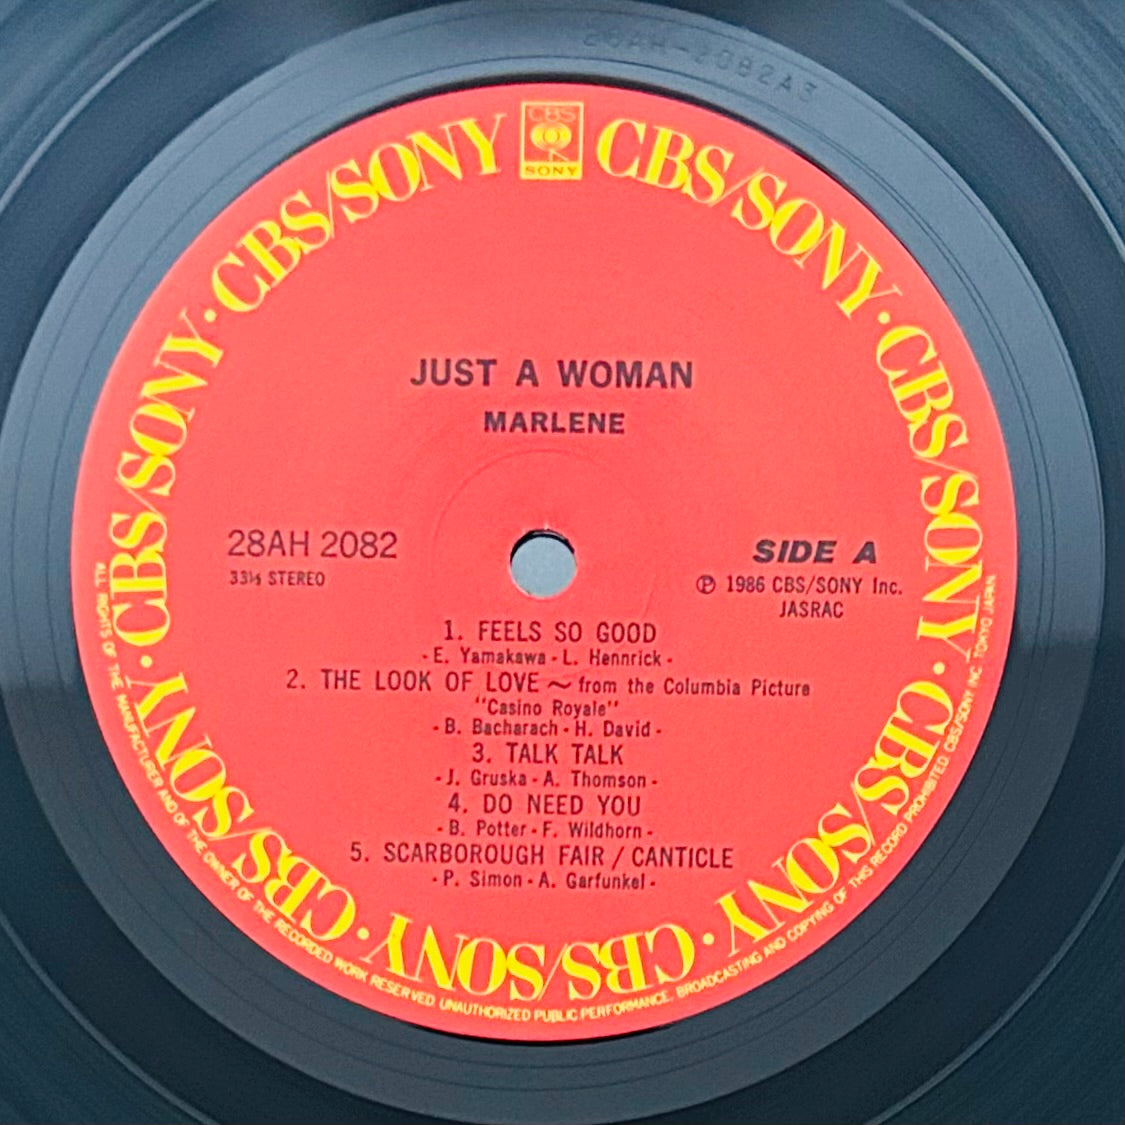 28AH-2082A3
CBS
SONY
CBS/SONY · CBS/SONY · CBS/SONY · CBS/SONY · CBS/SONY · CBS/SONY · CBS/SONY · CBS/SONY
JUST A WOMAN
MARLENE
28AH 2082
33⅓ STEREO
SIDE A
Ⓟ 1986 CBS/SONY Inc.
JASRAC
1. FEELS SO GOOD
-E. Yamakawa-L. Hennrick-
2. THE LOOK OF LOVE ~ from the Columbia Picture
"Casino Royale"
-B. Bacharach-H. David-
3. TALK TALK
-J. Gruska-A. Thomson-
4. DO NEED YOU
-B. Potter-F. Wildhorn-
5. SCARBOROUGH FAIR / CANTICLE
-P. Simon-A. Garfunkel-
ALL RIGHTS OF THE MANUFACTURER AND OF THE OWNER OF THE RECORDED WORK RESERVED. UNAUTHORIZED PUBLIC PERFORMANCE. BROADCASTING AND COPYING OF THIS RECORD PROHIBITED. CBS/SONY INC. TOKYO JAPAN